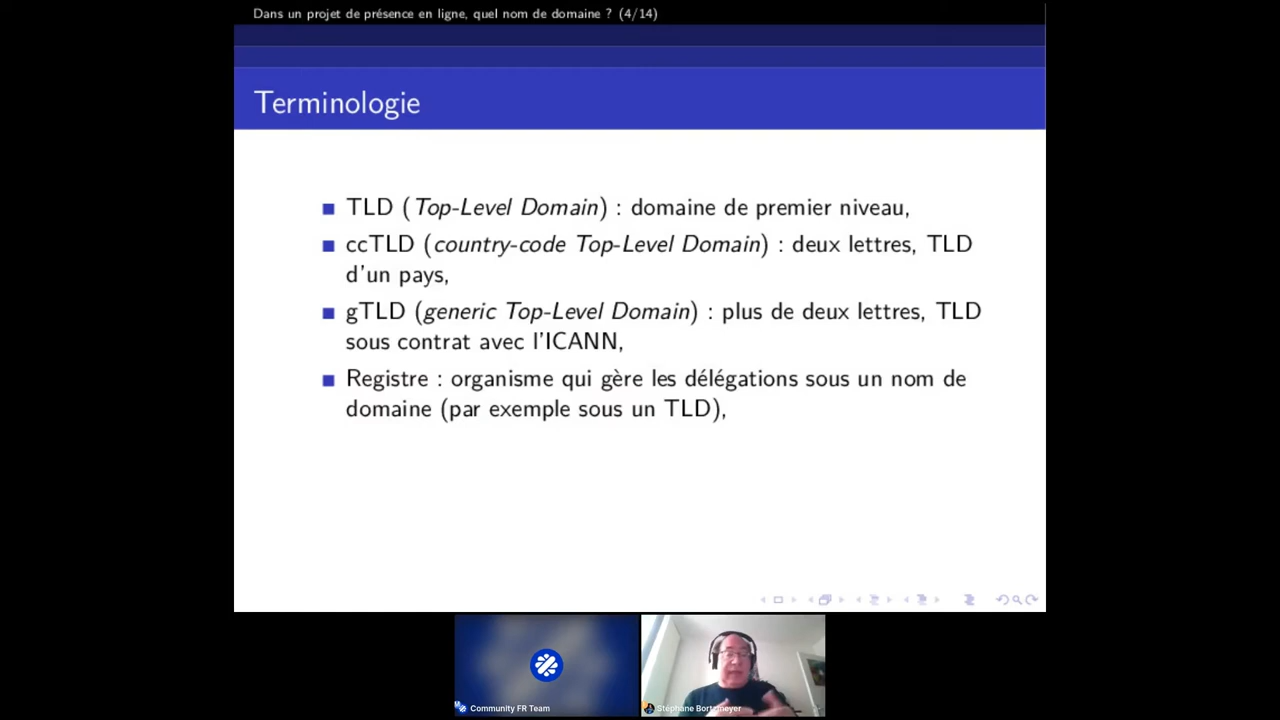 Dans un projet de présence en ligne, quel nom de domaine ? (4/14)
Terminologie
TLD (Top-Level Domain) : domaine de premier niveau,
ccTLD (country-code Top-Level Domain) : deux lettres, TLD
d'un pays,
gTLD (generic Top-Level Domain) : plus de deux lettres, TLD
sous contrat avec l'ICANN,
Registre : organisme qui gère les délégations sous un nom de
domaine (par exemple sous un TLD),
Community FR Team
Stéphane Bortzmeyer